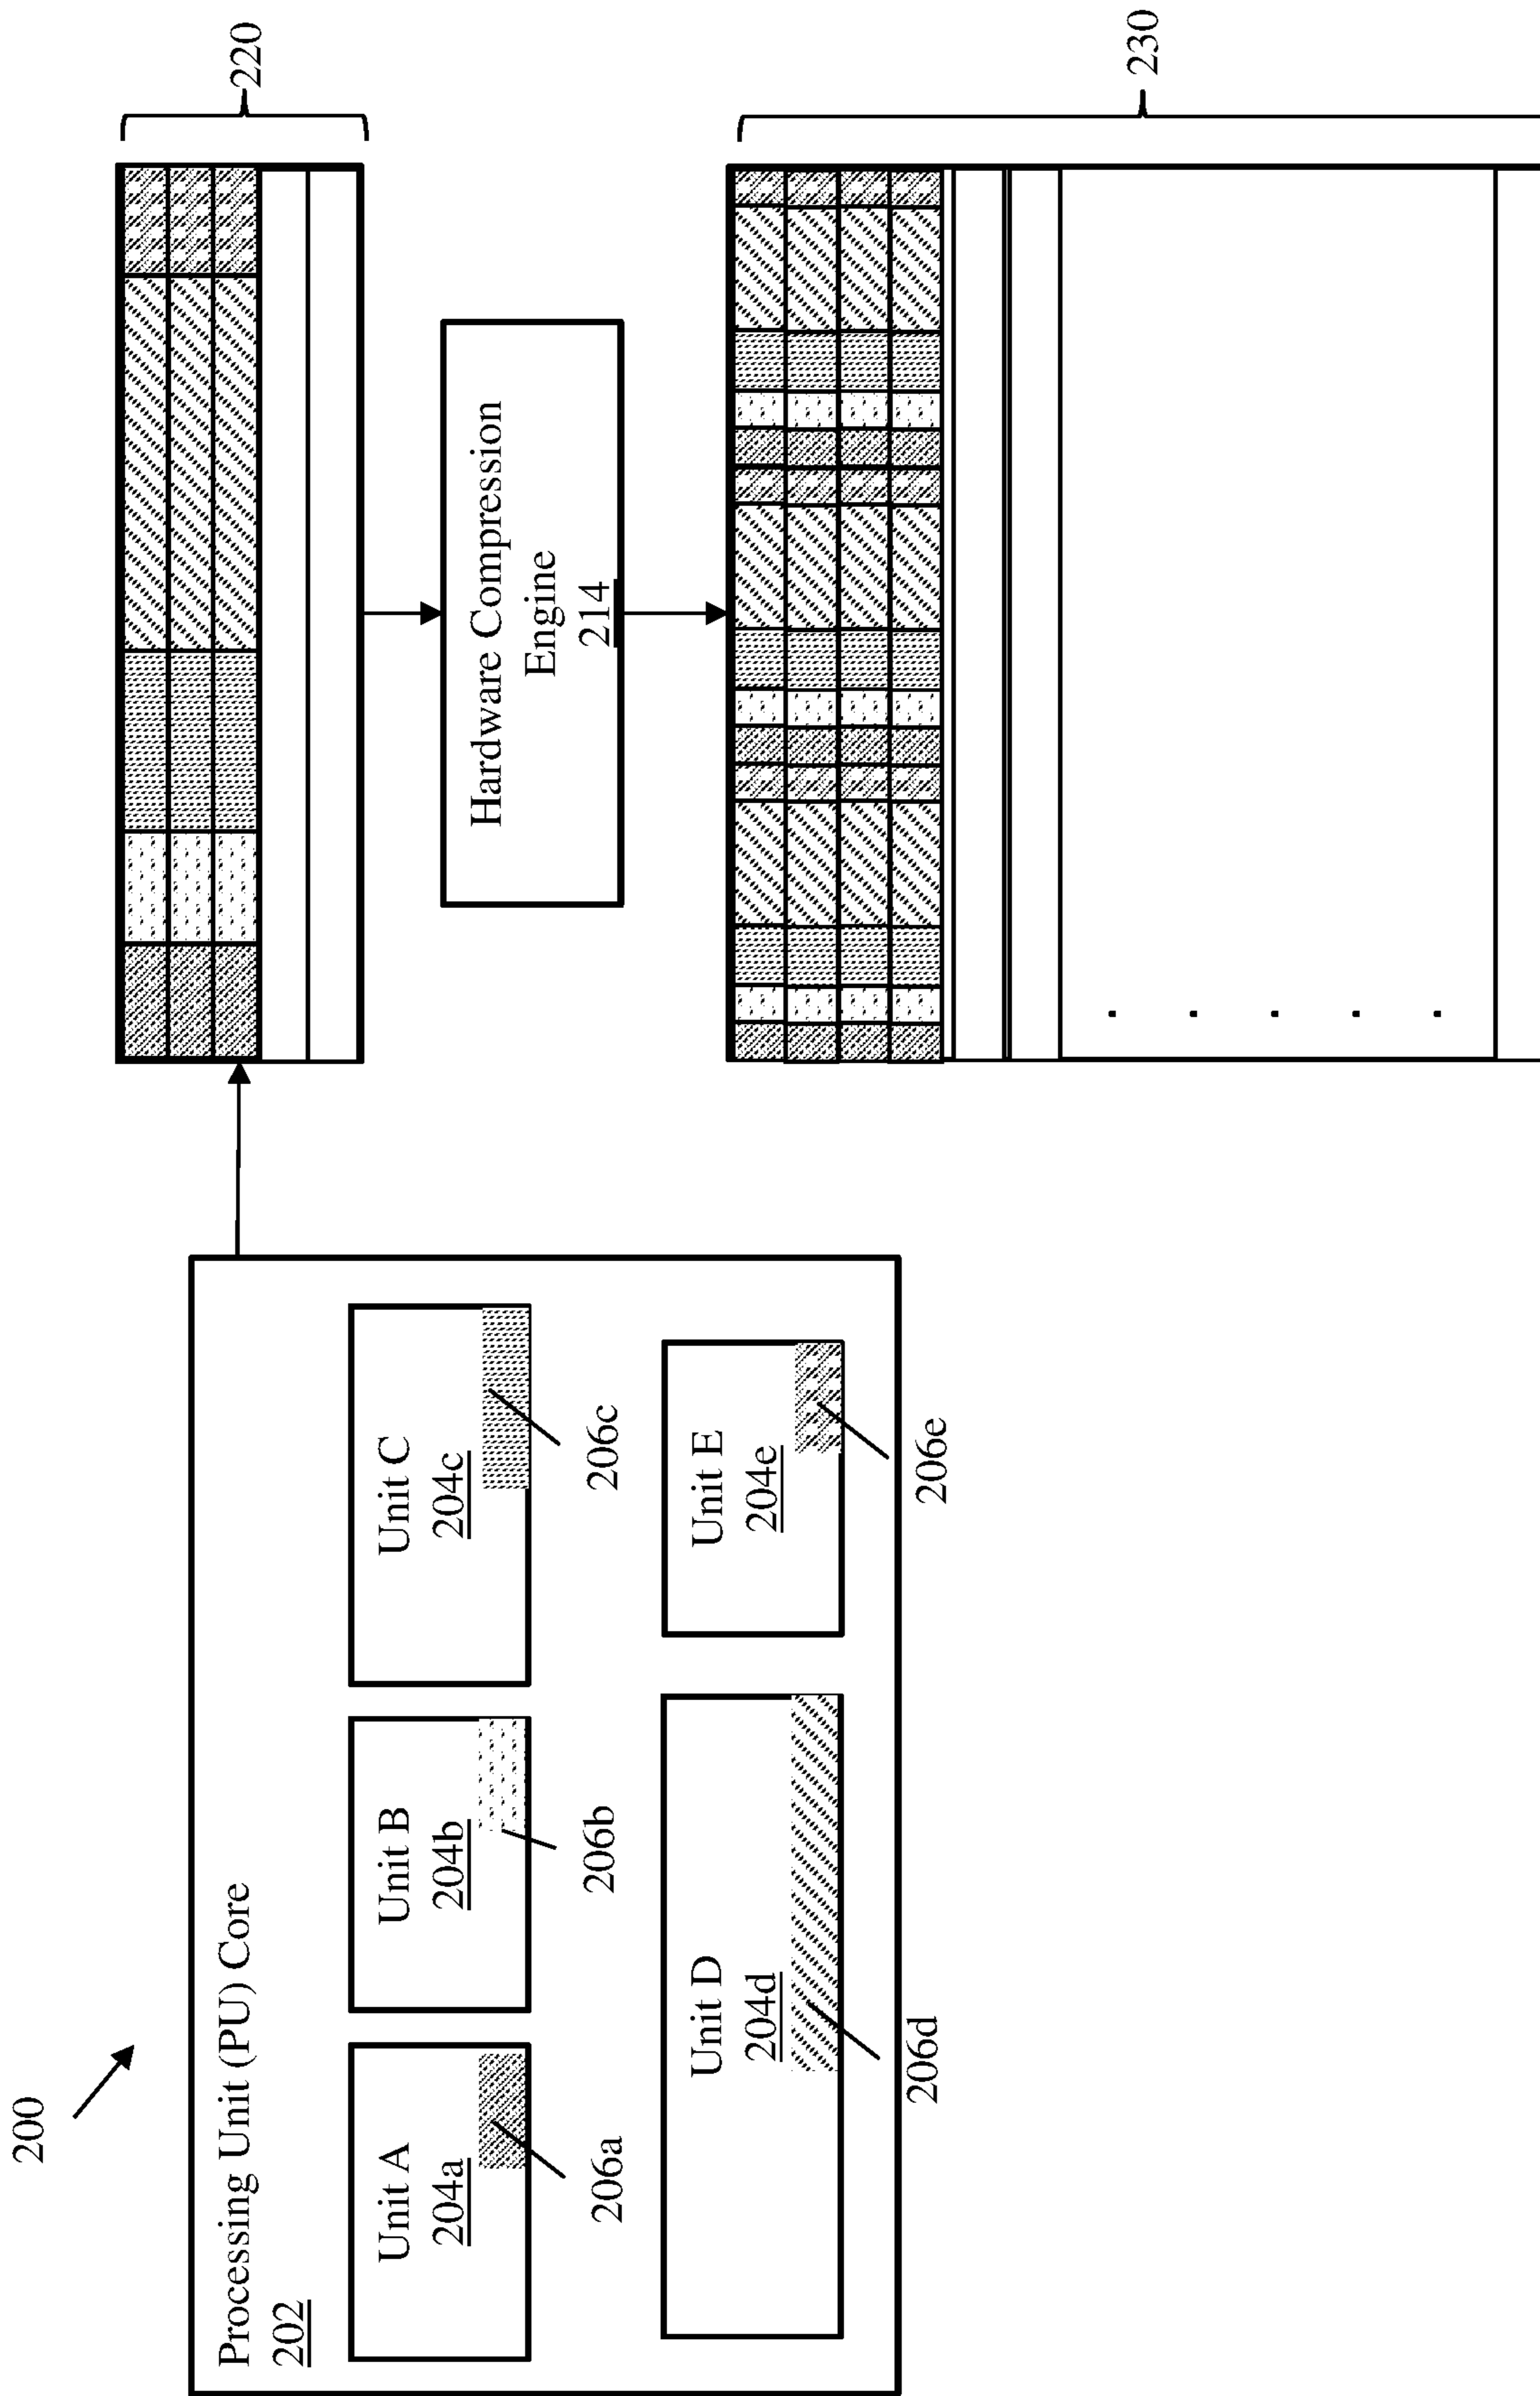 200
Processing Unit (PU) Core
202
Unit A
204a
206a
Unit B
204b
206b
Unit C
204c
206c
Unit D
204d
206d
Unit E
204e
206e
220
Hardware Compression
Engine
214
230